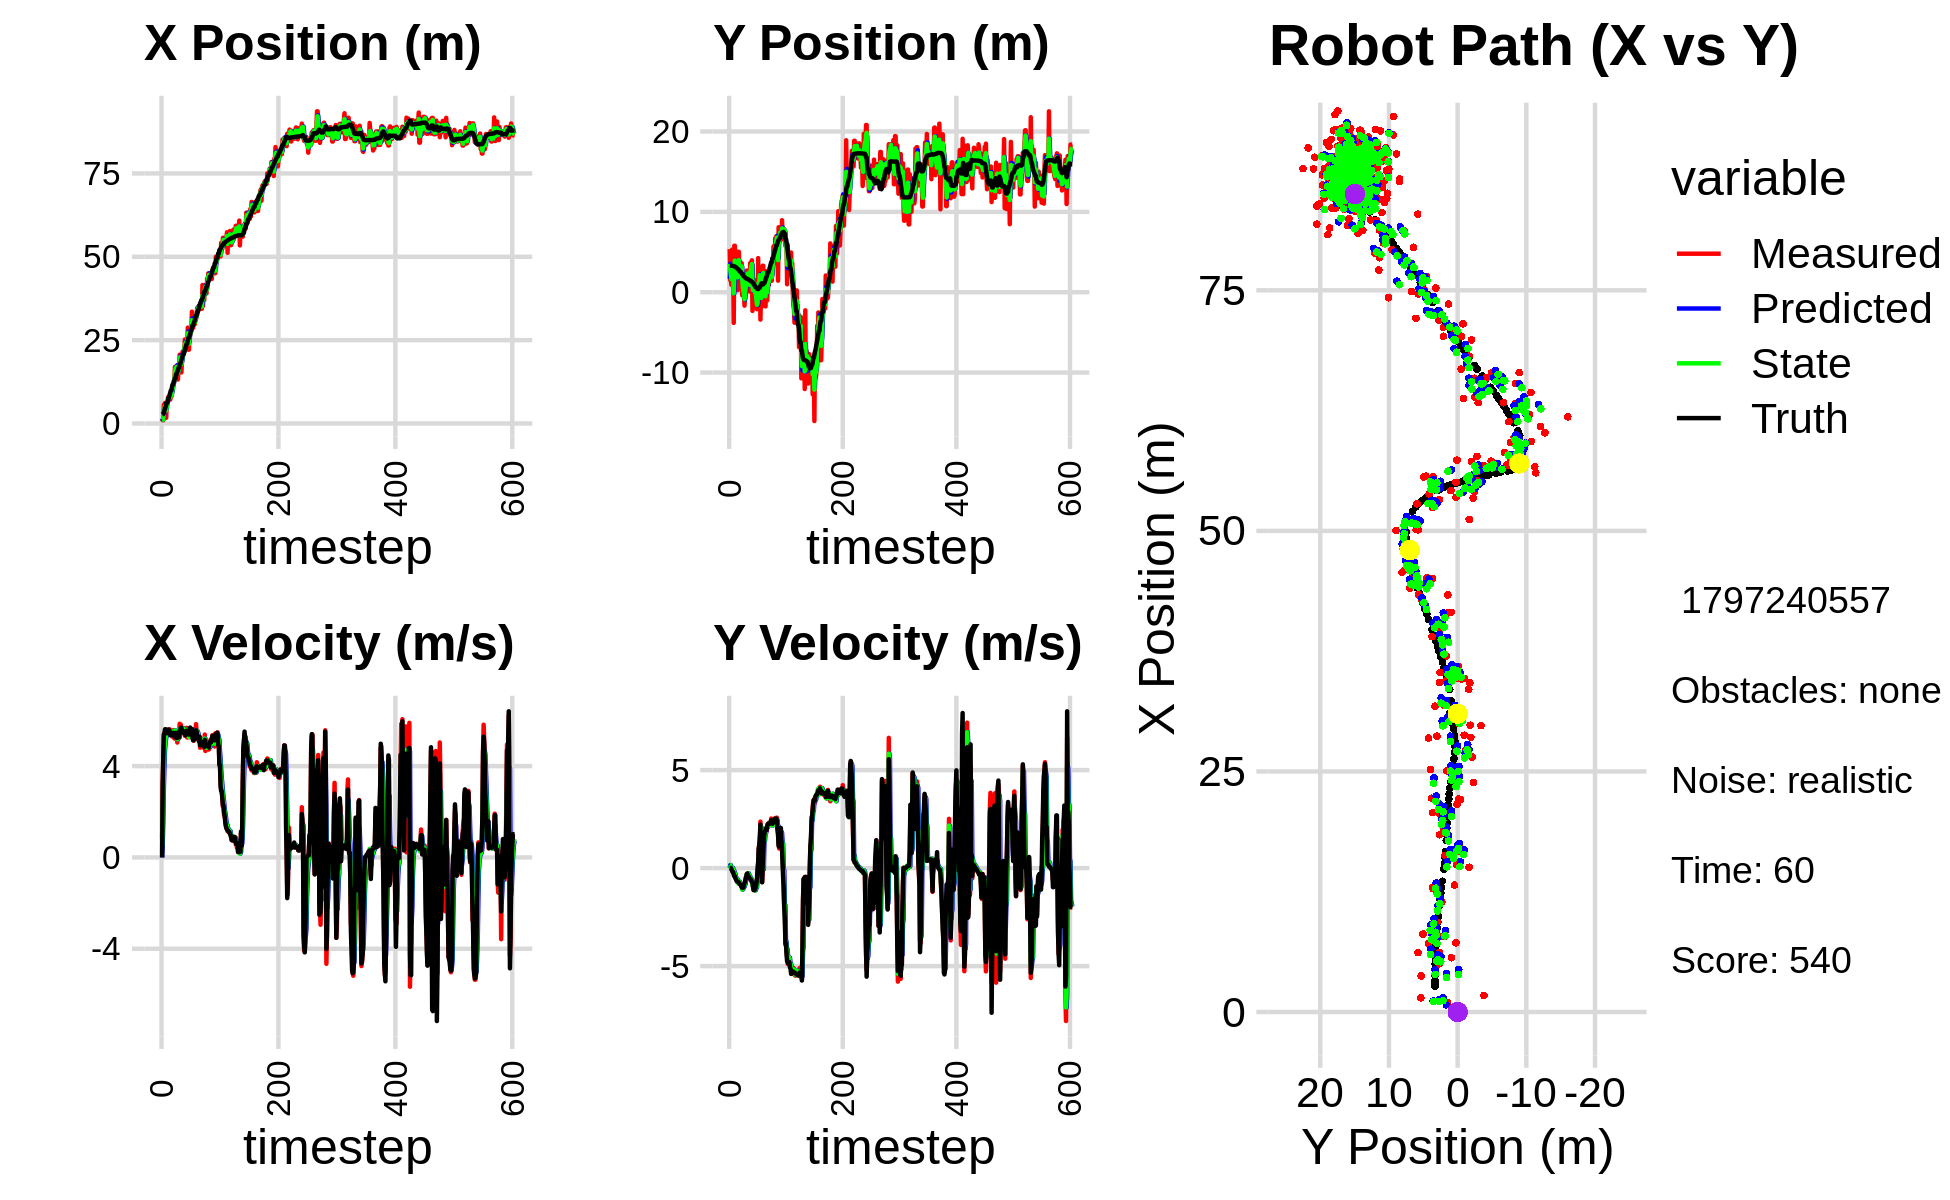 X Position (m)
75
50
25
0
0
200
400
600
timestep
Y Position (m)
20
10
0
-10
0
200
400
600
timestep
X Velocity (m/s)
4
0
-4
0
200
400
600
timestep
Y Velocity (m/s)
5
0
-5
0
200
400
600
timestep
Robot Path (X vs Y)
X Position (m)
75
50
25
0
20 10 0 -10 -20
Y Position (m)
variable
Measured
Predicted
State
Truth
1797240557
Obstacles: none
Noise: realistic
Time: 60
Score: 540